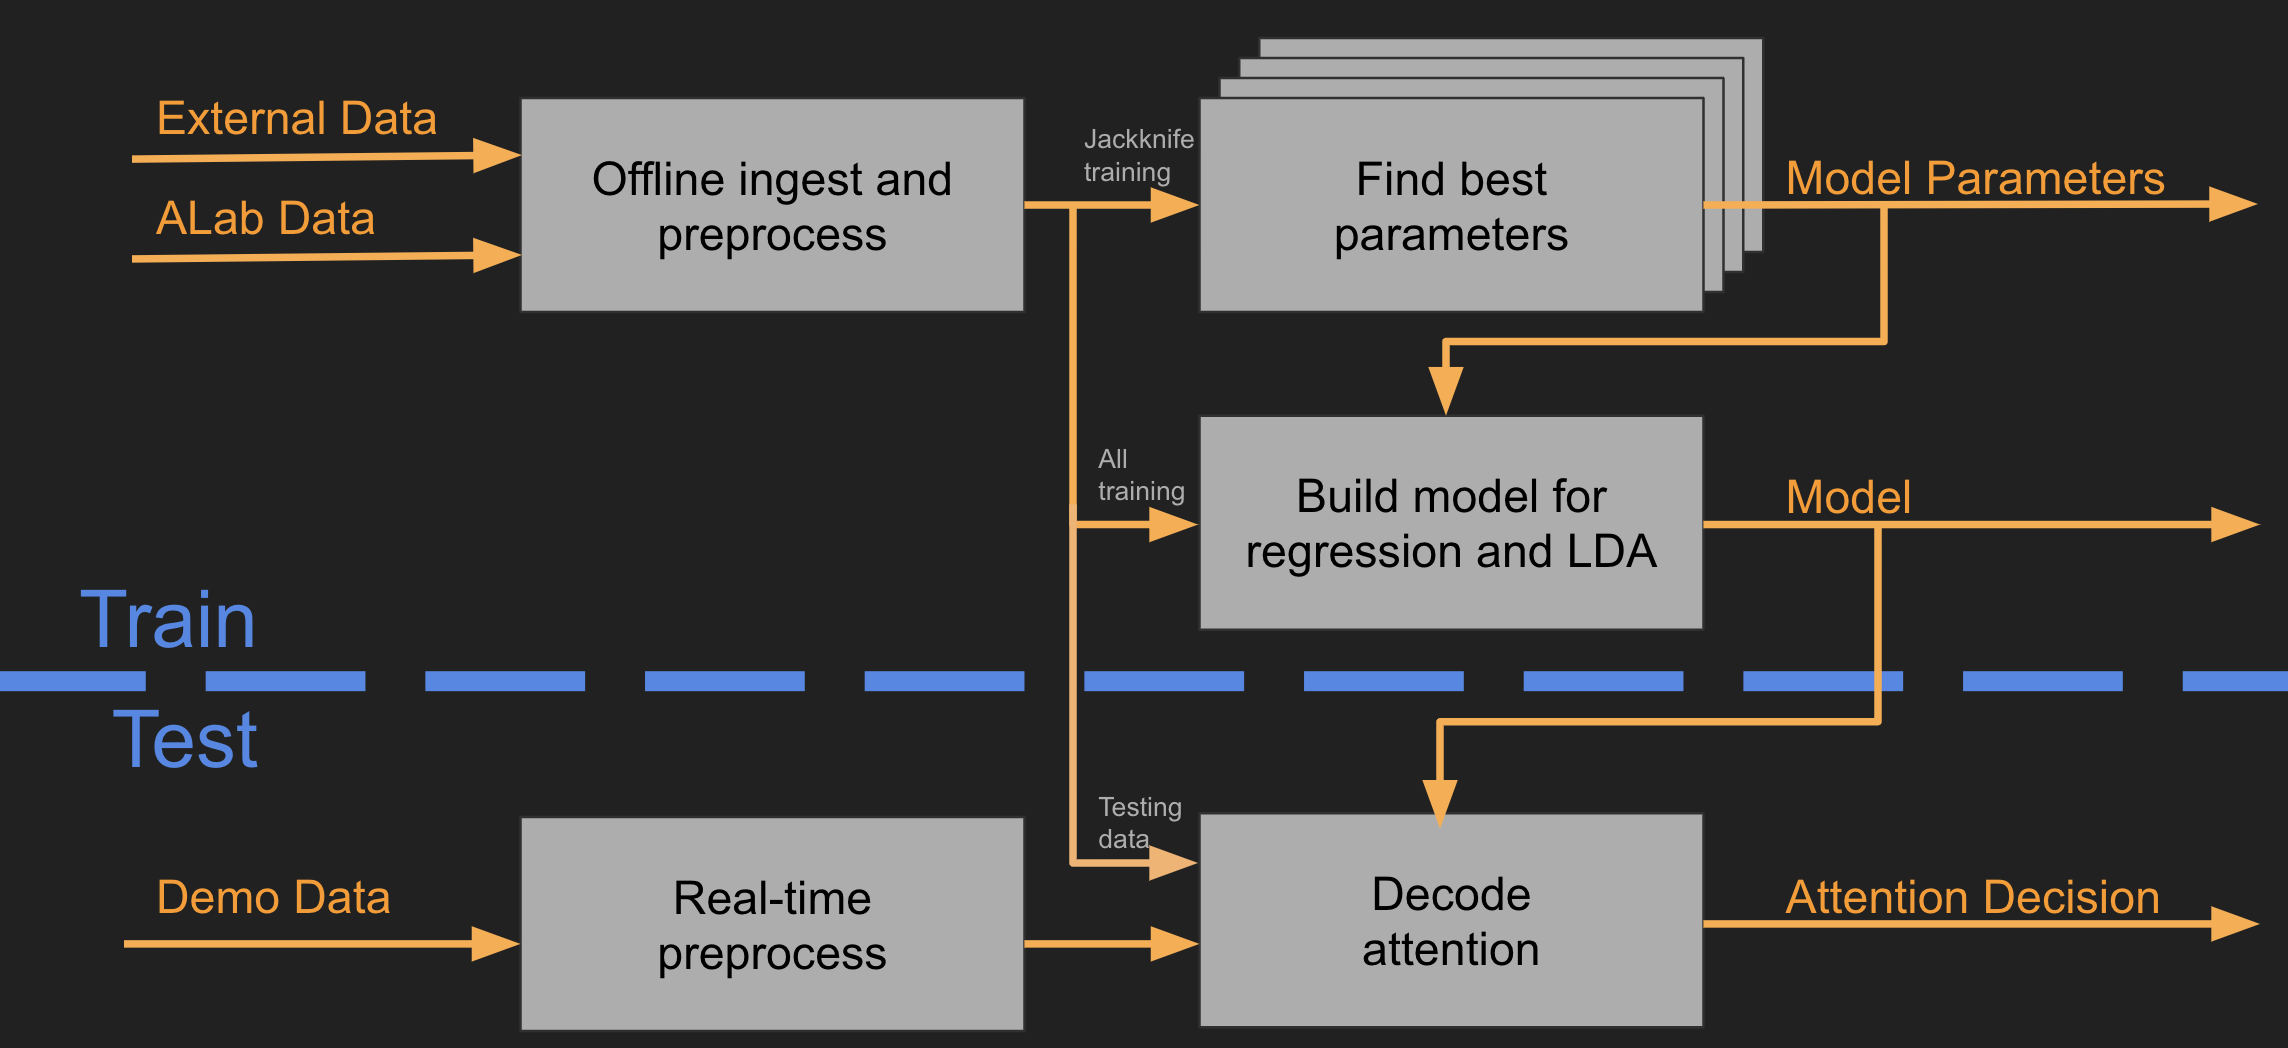 External Data
ALab Data
Offline ingest and
preprocess
Jackknife
training
Find best
parameters
Model Parameters
All
training
Build model for
regression and LDA
Model
Train
Test
Demo Data
Real-time
preprocess
Testing
data
Decode
attention
Attention Decision